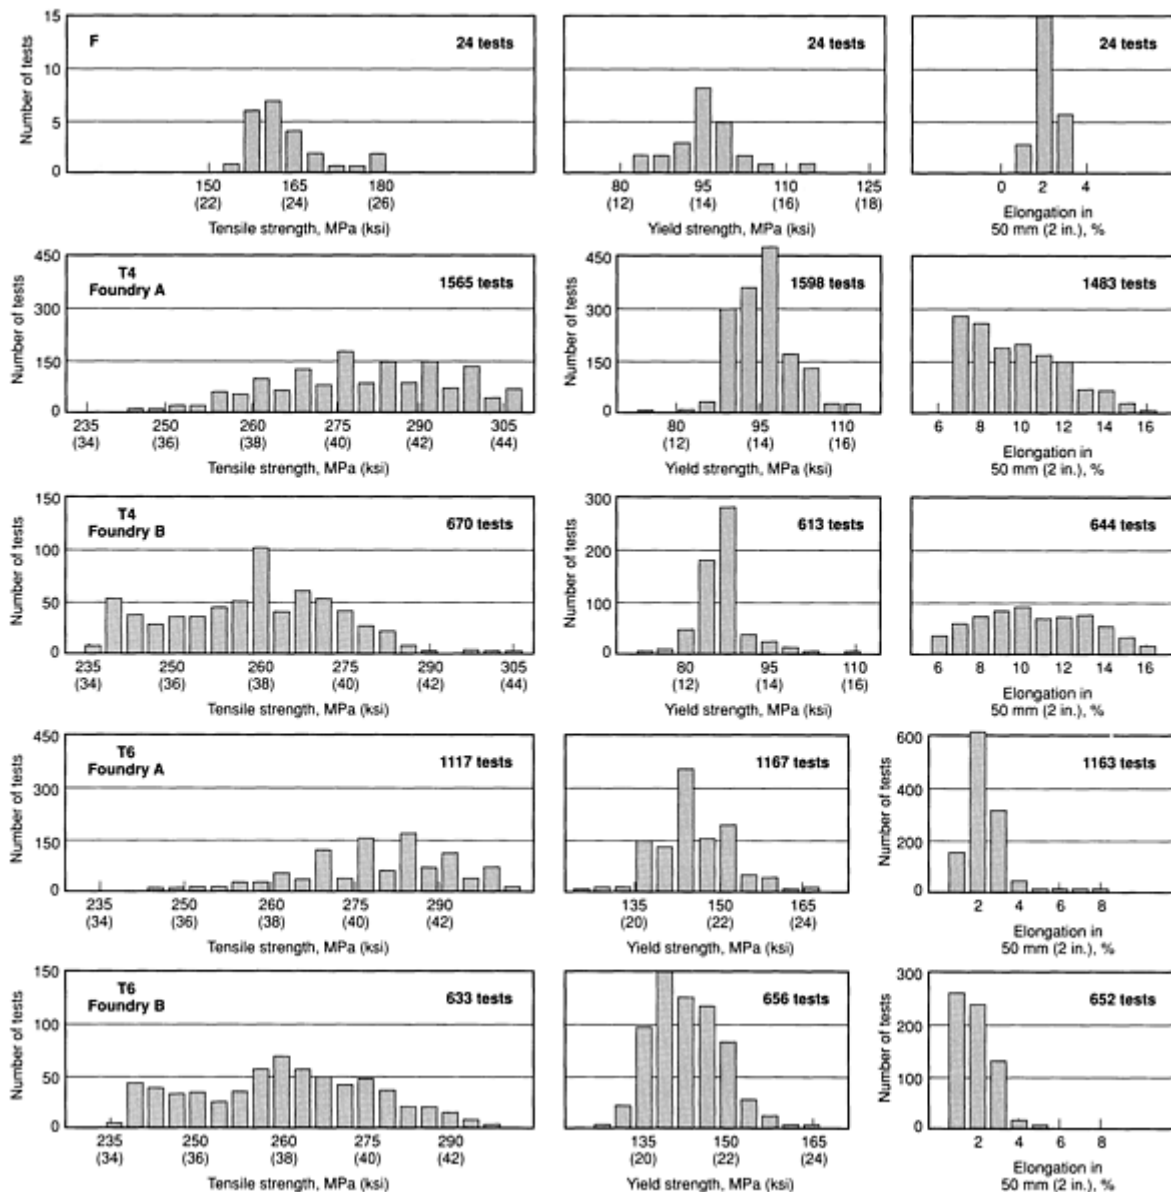 15
10
5
0
Number of tests
F
24 tests
150 165 180
(22) (24) (26)
Tensile strength, MPa (ksi)
24 tests
80 95 110 125
(12) (14) (16) (18)
Yield strength, MPa (ksi)
24 tests
0 2 4
Elongation in
50 mm (2 in.), %
450
300
150
0
Number of tests
T4
Foundry A
1565 tests
235 250 260 275 290 305
(34) (36) (38) (40) (42) (44)
Tensile strength, MPa (ksi)
450
300
150
0
Number of tests
1598 tests
80 95 110
(12) (14) (16)
Yield strength, MPa (ksi)
1483 tests
6 8 10 12 14 16
Elongation in
50 mm (2 in.), %
150
100
50
0
Number of tests
T4
Foundry B
670 tests
235 250 260 275 290 305
(34) (36) (38) (40) (42) (44)
Tensile strength, MPa (ksi)
300
200
100
0
Number of tests
613 tests
80 95 110
(12) (14) (16)
Yield strength, MPa (ksi)
644 tests
6 8 10 12 14 16
Elongation in
50 mm (2 in.), %
450
300
150
0
Number of tests
T6
Foundry A
1117 tests
235 250 260 275 290
(34) (36) (38) (40) (42)
Tensile strength, MPa (ksi)
1167 tests
135 150 165
(20) (22) (24)
Yield strength, MPa (ksi)
600
400
200
0
Number of tests
1163 tests
2 4 6 8
Elongation in
50 mm (2 in.), %
150
100
50
0
Number of tests
T6
Foundry B
633 tests
235 250 260 275 290
(34) (36) (38) (40) (42)
Tensile strength, MPa (ksi)
656 tests
135 150 165
(20) (22) (24)
Yield strength, MPa (ksi)
300
200
100
0
Number of tests
652 tests
2 4 6 8
Elongation in
50 mm (2 in.), %